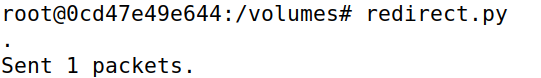 root@0cd47e49e644:/volumes# redirect.py
.
Sent 1 packets.